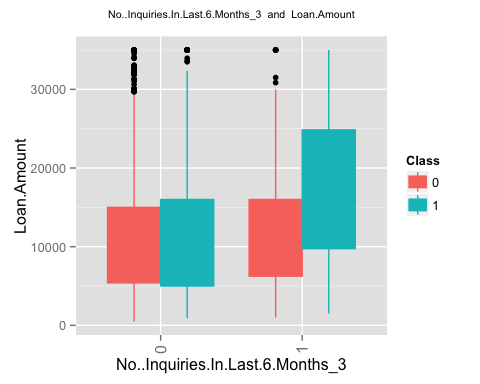 No..Inquiries.In.Last.6.Months_3 and Loan.Amount
30000
20000
10000
0
Loan.Amount
0
1
No..Inquiries.In.Last.6.Months_3
Class
0
1